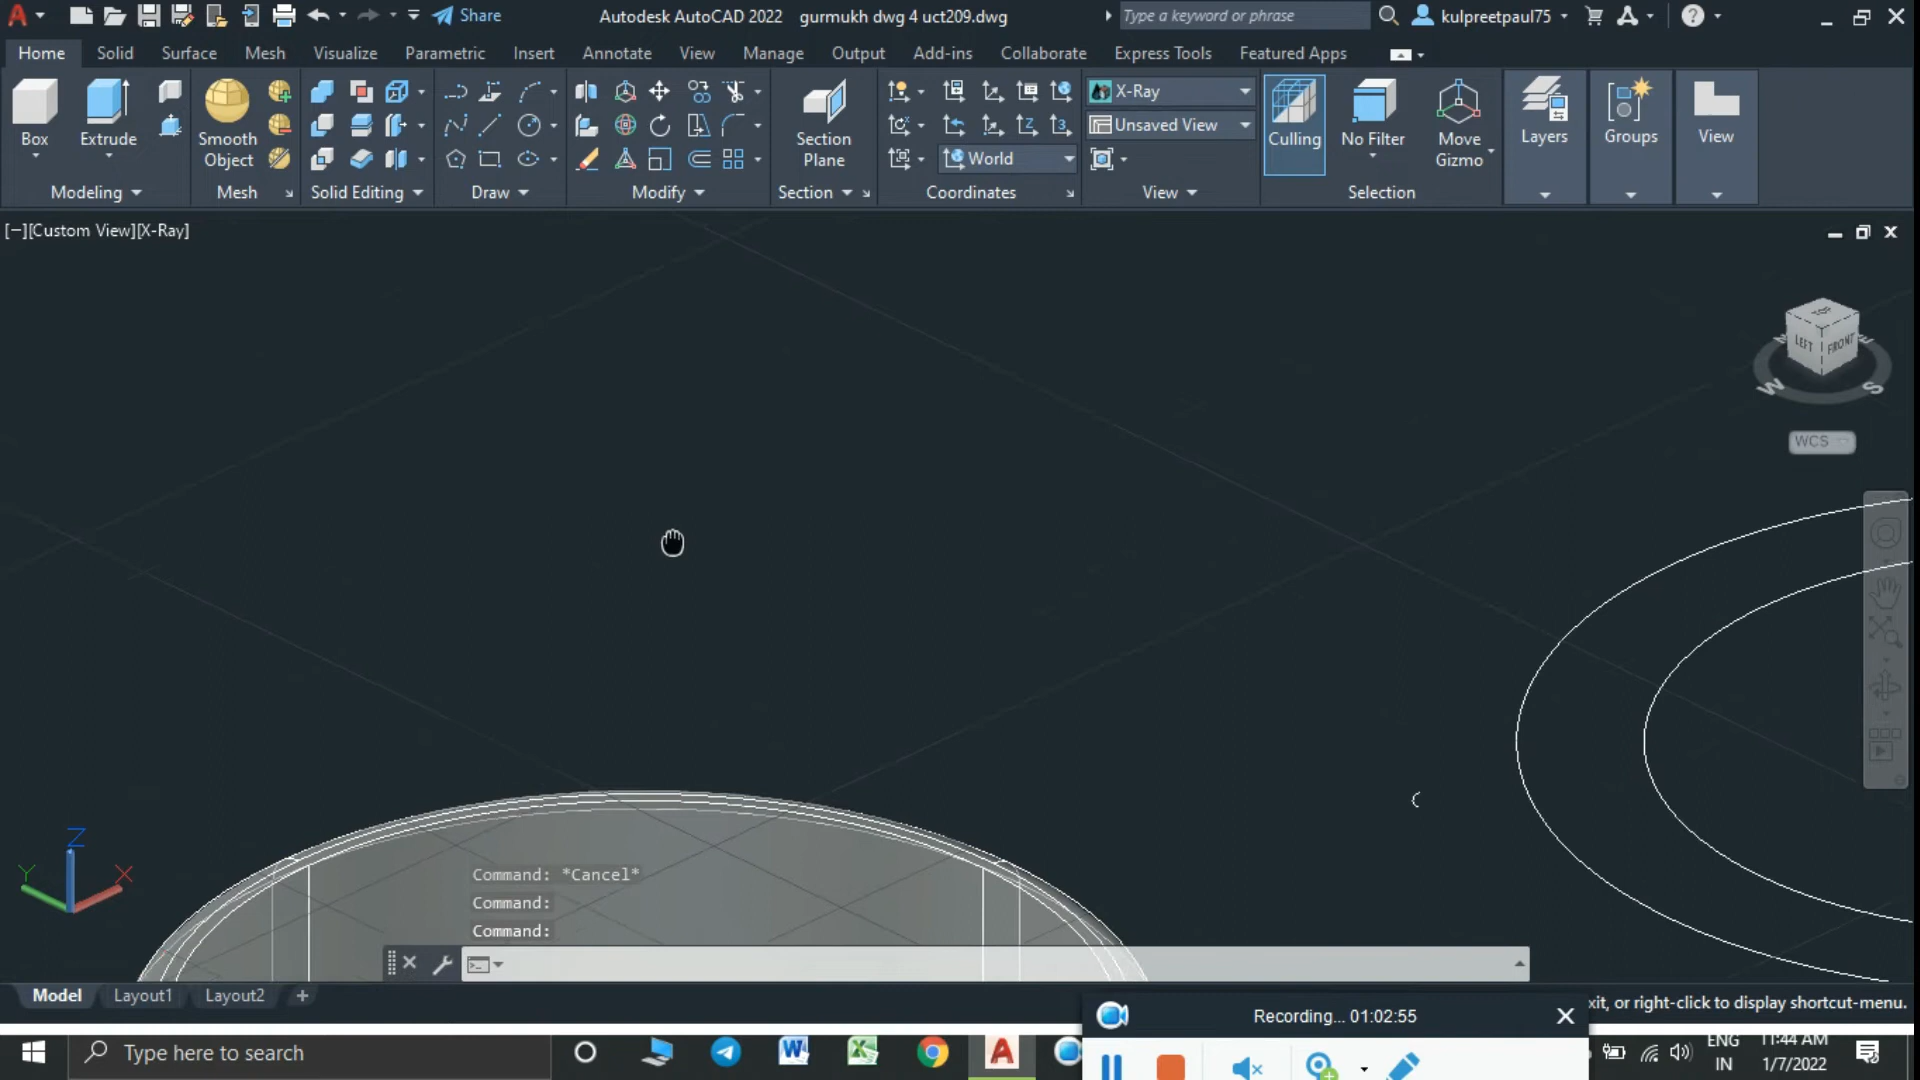 Share
Autodesk AutoCAD 2022 gurmukh dwg 4 uct209.dwg
Type a keyword or phrase
kulpreetpaul75
Home Solid Surface Mesh Visualize Parametric Insert Annotate View Manage Output Add-ins Collaborate Express Tools Featured Apps
Box
Extrude
Smooth
Object
Section
Plane
X-Ray
Unsaved View
World
Culling
No Filter
Move
Gizmo
Layers
Groups
View
Modeling Mesh Solid Editing Draw Modify Section Coordinates View Selection
[−][Custom View][X-Ray]
TOP
LEFT
FRONT
W
S
WCS
Z
Y
X
Command: *Cancel*
Command:
Command:
Model Layout1 Layout2 +
xit, or right-click to display shortcut-menu.
Recording... 01:02:55
Type here to search
ENG
IN
11:44 AM
1/7/2022